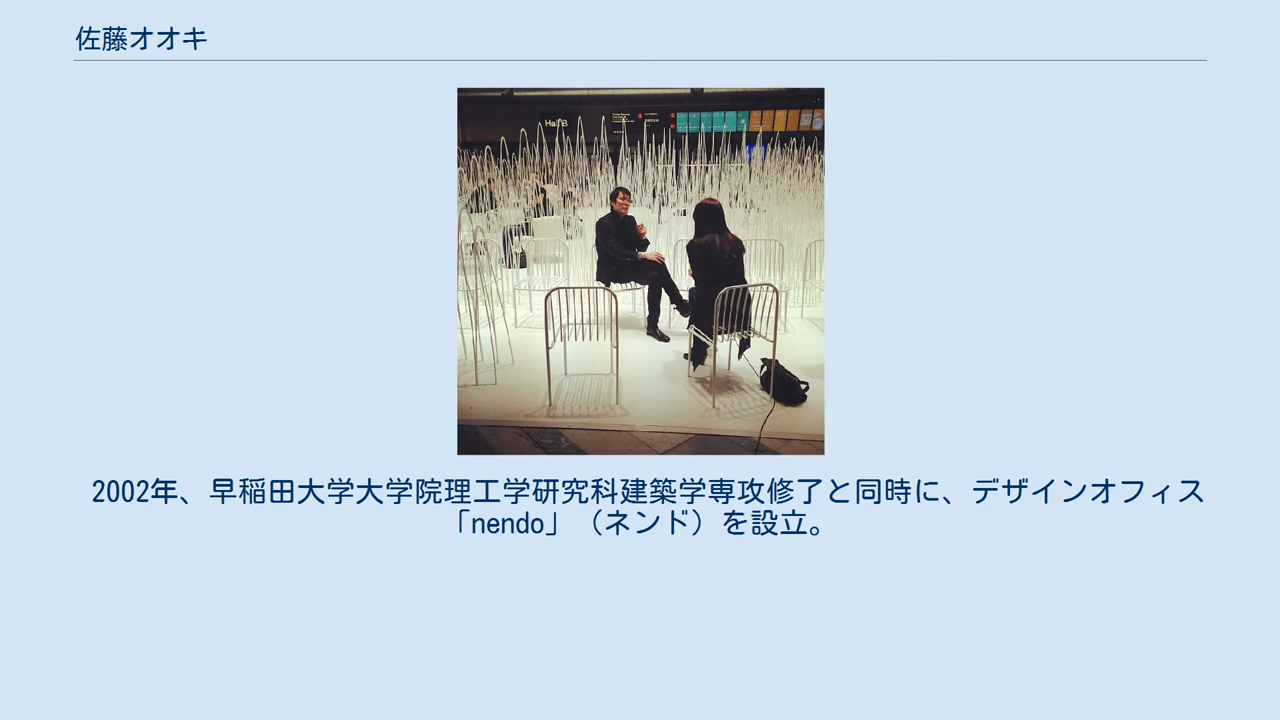 佐藤オオキ
Hall B
2002年、早稲田大学大学院理工学研究科建築学専攻修了と同時に、デザインオフィス
「nendo」（ネンド）を設立。